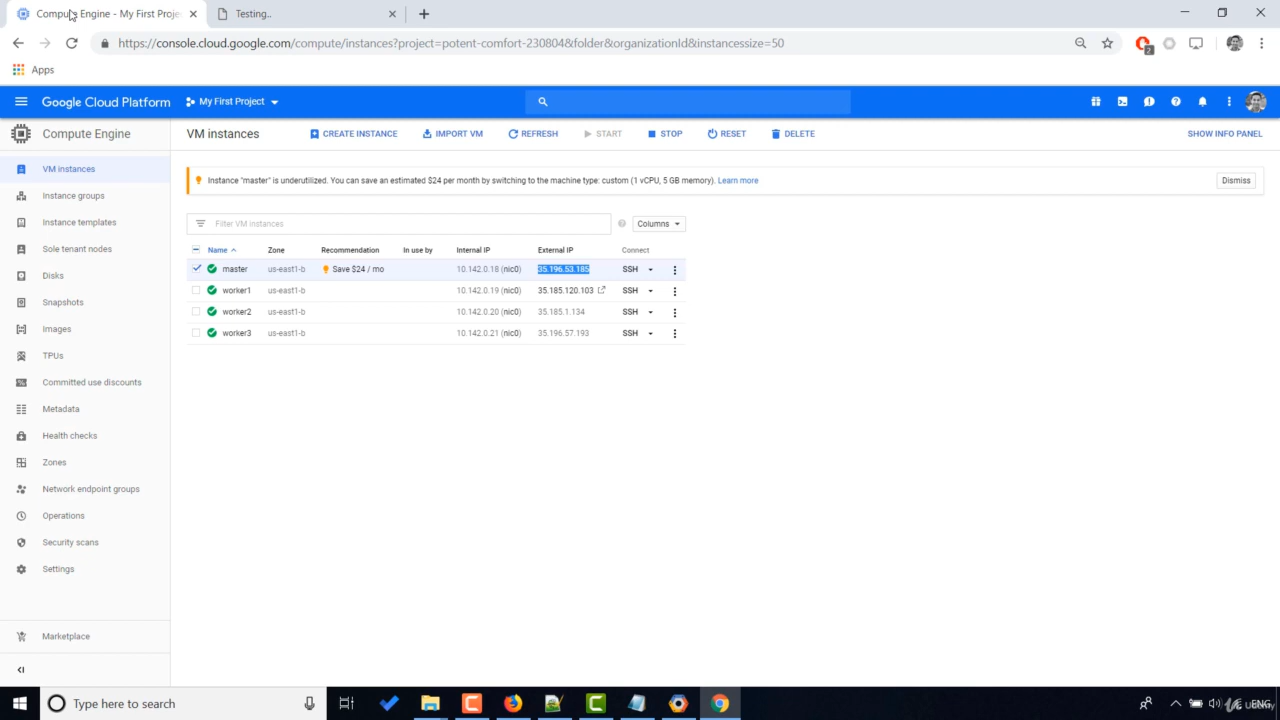 Compute Engine - My First Projec
Testing..
https://console.cloud.google.com/compute/instances?project=potent-comfort-230804&folder&organizationId&instancessize=50
2
Apps
Google Cloud Platform
My First Project
Compute Engine
VM instances
CREATE INSTANCE
IMPORT VM
REFRESH
START
STOP
RESET
DELETE
SHOW INFO PANEL
VM instances
Instance groups
Instance templates
Sole tenant nodes
Disks
Snapshots
Images
TPUs
Committed use discounts
Metadata
Health checks
Zones
Network endpoint groups
Operations
Security scans
Settings
Marketplace
Instance "master" is underutilized. You can save an estimated $24 per month by switching to the machine type: custom (1 vCPU, 5 GB memory). Learn more
Dismiss
Filter VM instances
Columns
Name Zone Recommendation In use by Internal IP External IP Connect
master us-east1-b Save $24 / mo 10.142.0.18 (nic0) 35.196.53.185 SSH
worker1 us-east1-b 10.142.0.19 (nic0) 35.185.120.103 SSH
worker2 us-east1-b 10.142.0.20 (nic0) 35.185.1.134 SSH
worker3 us-east1-b 10.142.0.21 (nic0) 35.196.57.193 SSH
Type here to search
ENG